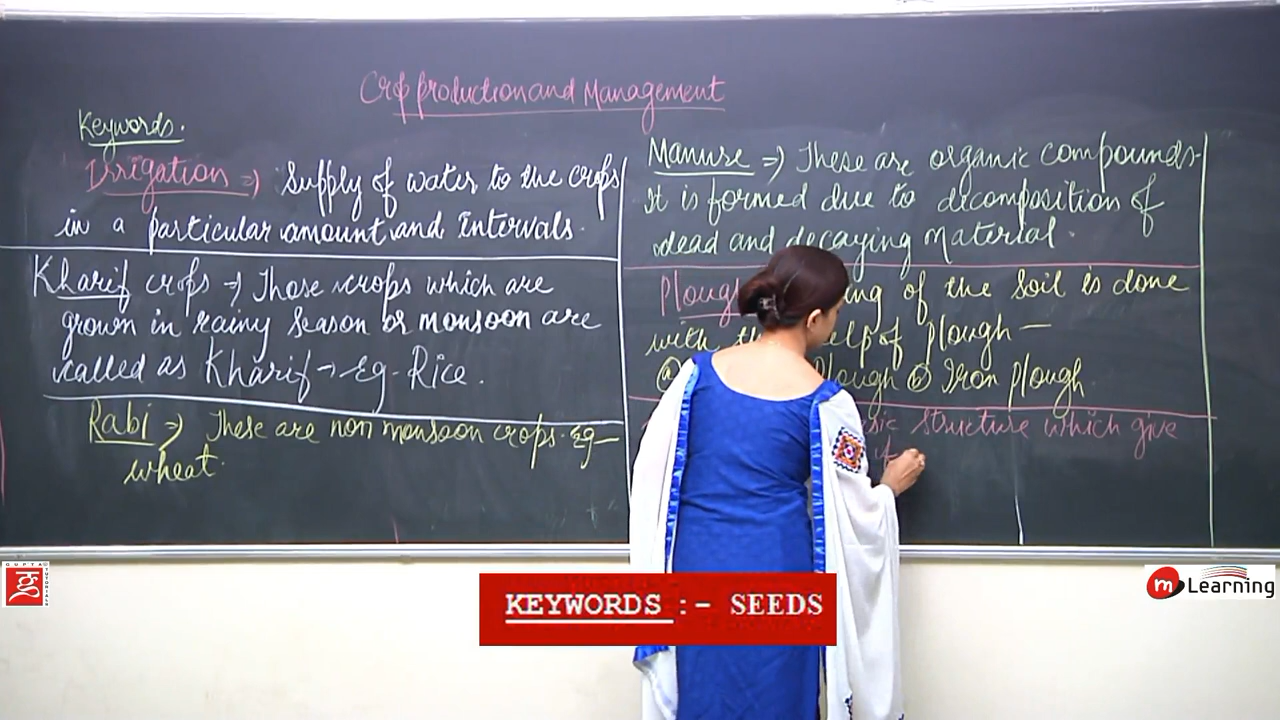 Crop production and Management
Keywords.
Irrigation => Supply of water to the crops
in a particular amount and Intervals.
Kharif crops → Those crops which are
grown in rainy season or monsoon are
called as Kharif → Eg - Rice.
Rabi => These are non monsoon crops. Eg -
wheat.
Manure => These are organic compounds.
It is formed due to decomposition of
dead and decaying Material.
Plough of the Soil is done
with of plough —
(a) Plough (b) Iron Plough
structure which give
KEYWORDS :- SEEDS
GUPTA TUTORIALS
m Learning